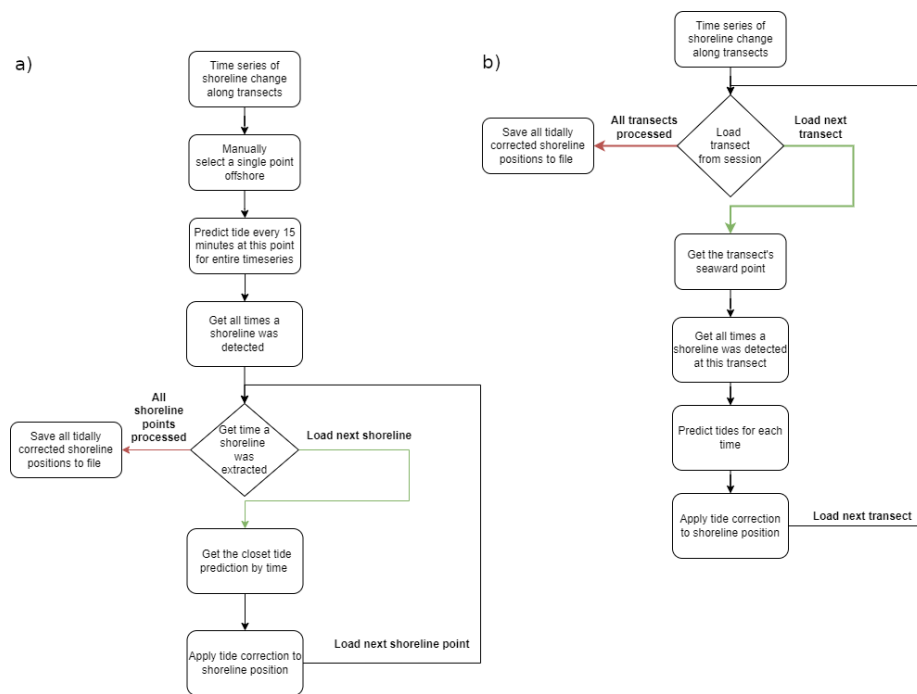 a)
Time series of
shoreline change
along transects
Manually
select a single point
offshore
Predict tide every 15
minutes at this point
for entire timeseries
Get all times a
shoreline was
detected
Get time a
shoreline was
extracted
All
shoreline
points
processed
Save all tidally
corrected shoreline
positions to file
Load next shoreline
Get the closet tide
prediction by time
Apply tide correction to
shoreline position
Load next shoreline point
b)
Time series of
shoreline change
along transects
Load
transect
from session
All transects
processed
Save all tidally
corrected shoreline
positions to file
Load next
transect
Get the transect's
seaward point
Get all times a
shoreline was detected
at this transect
Predict tides for each
time
Apply tide correction
to shoreline position
Load next transect